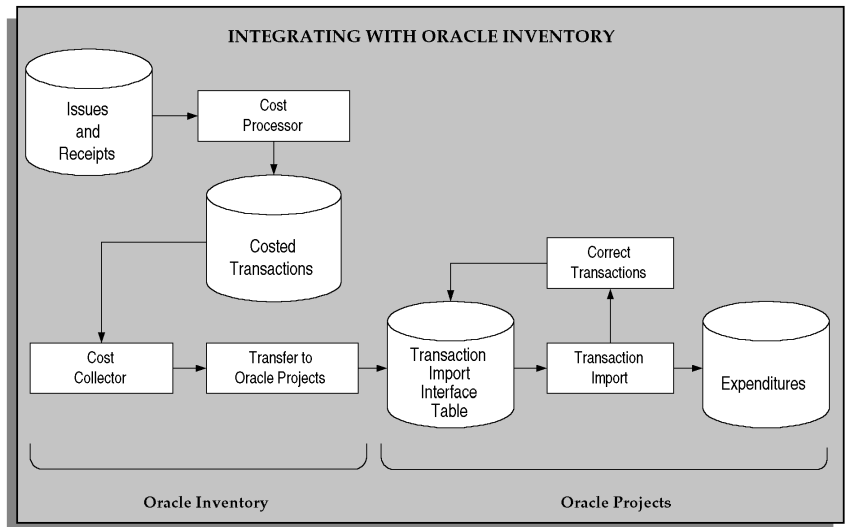 INTEGRATING WITH ORACLE INVENTORY
Issues
and
Receipts
Cost
Processor
Costed
Transactions
Correct
Transactions
Cost
Collector
Transfer to
Oracle Projects
Transaction
Import
Interface
Table
Transaction
Import
Expenditures
Oracle Inventory
Oracle Projects